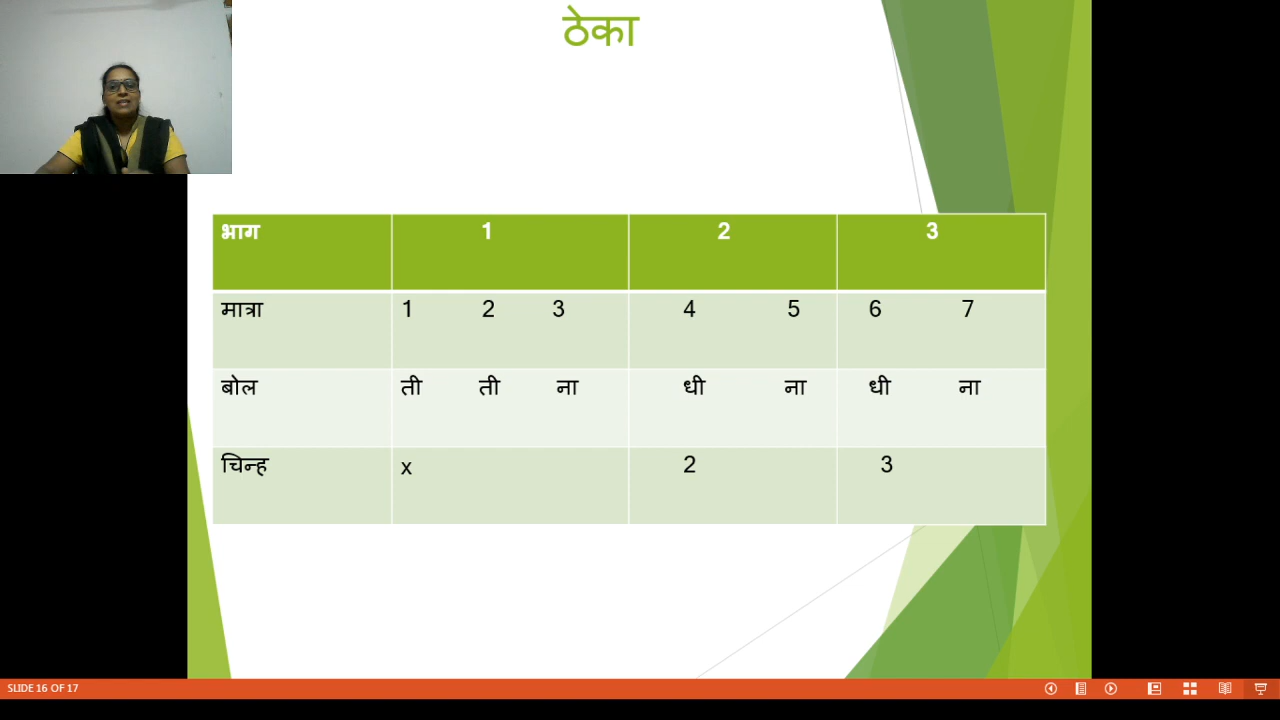 ठेका
भाग 1 2 3
मात्रा 1 2 3 4 5 6 7
बोल ती ती ना धी ना धी ना
चिन्ह x 2 3
SLIDE 16 OF 17